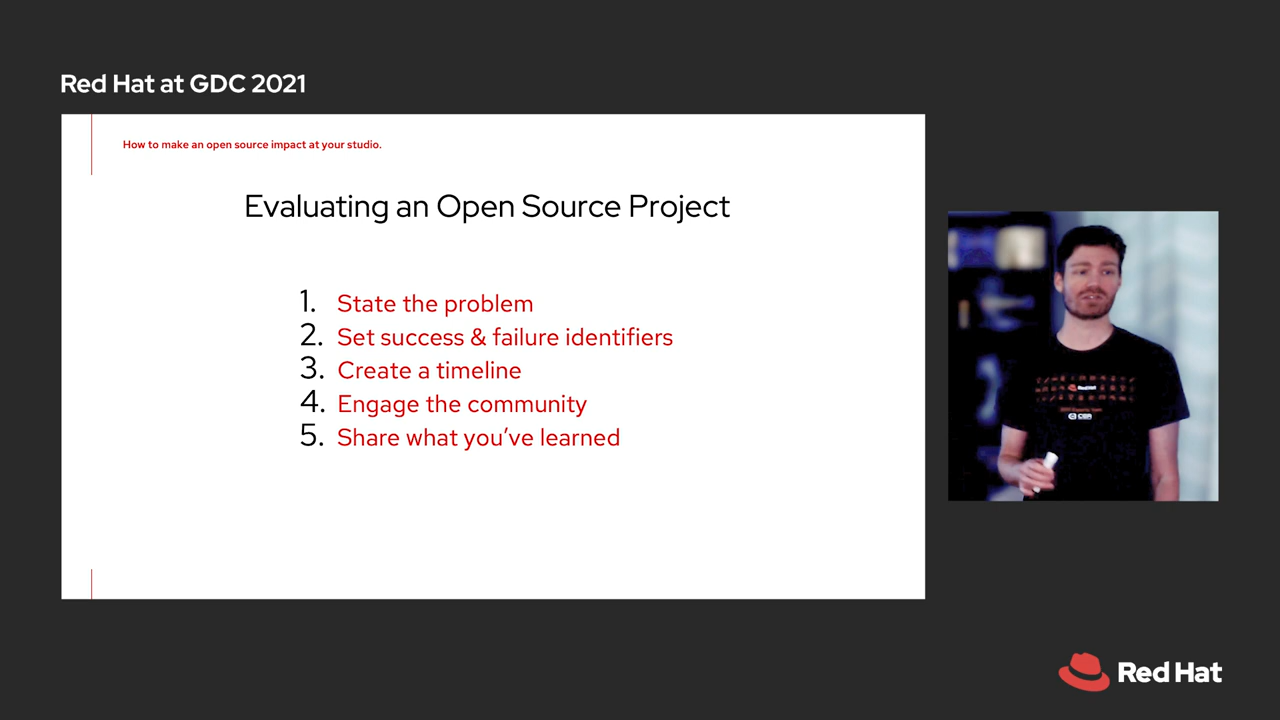 Red Hat at GDC 2021
How to make an open source impact at your studio.
Evaluating an Open Source Project
1. State the problem
2. Set success & failure identifiers
3. Create a timeline
4. Engage the community
5. Share what you've learned
Red Hat
Red Hat